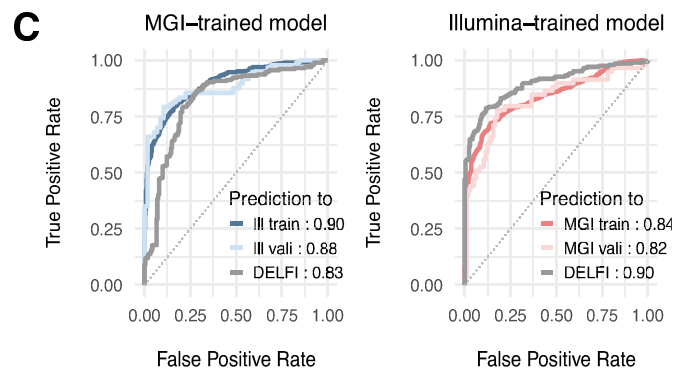 C
MGI–trained model
Illumina–trained model
True Positive Rate
1.00
0.75
0.50
0.25
0.00
Prediction to
Ill train : 0.90
Ill vali : 0.88
DELFI : 0.83
0.00 0.25 0.50 0.75 1.00
False Positive Rate
True Positive Rate
1.00
0.75
0.50
0.25
0.00
Prediction to
MGI train : 0.84
MGI vali : 0.82
DELFI : 0.90
0.00 0.25 0.50 0.75 1.00
False Positive Rate